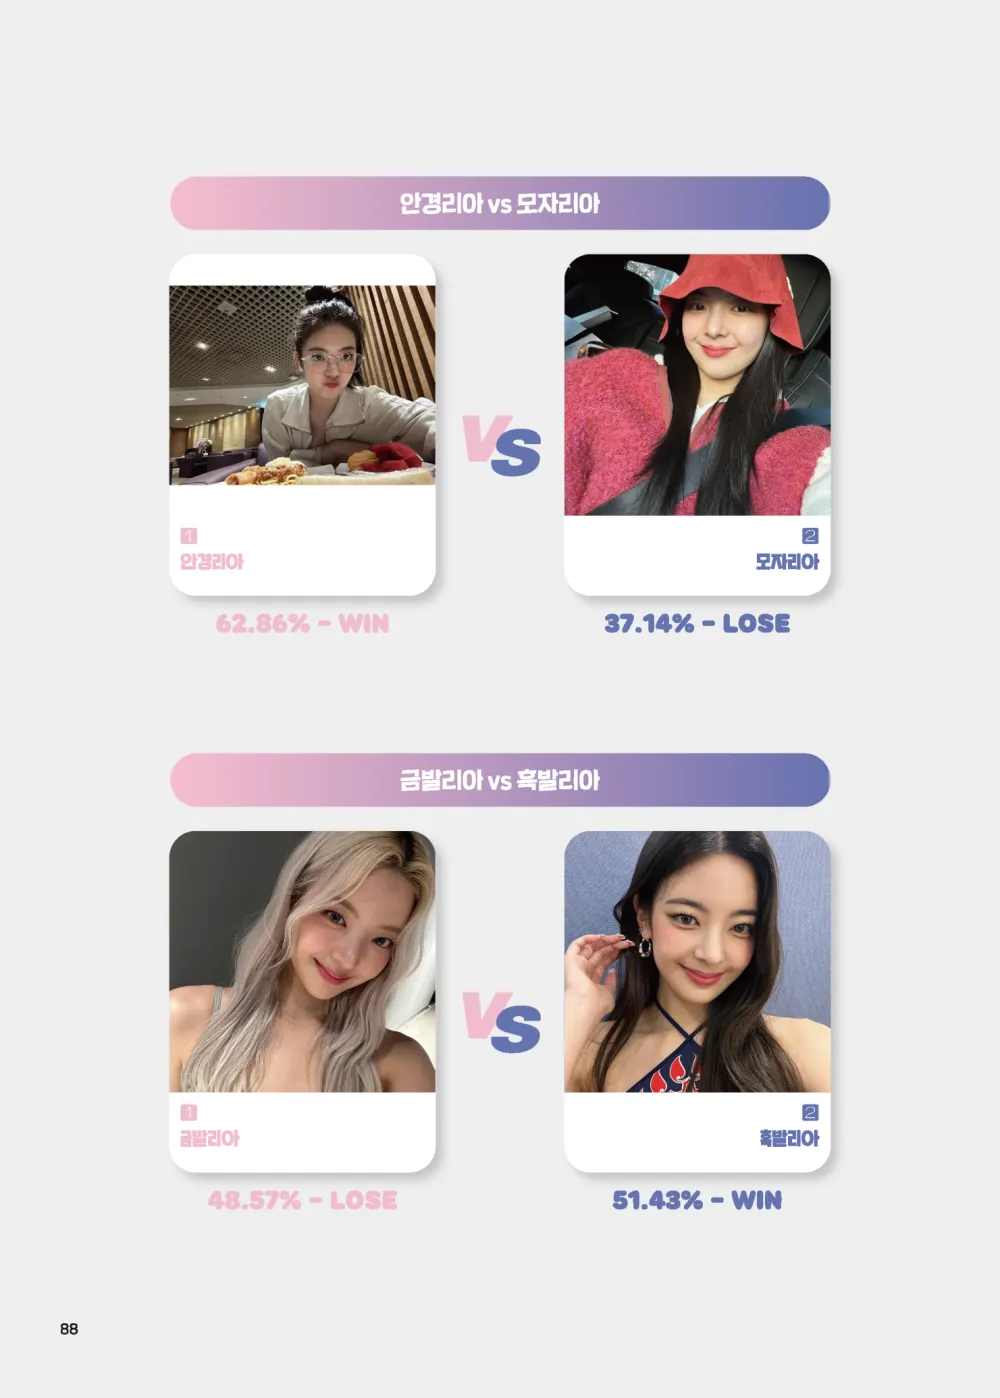 안경리아 vs 모자리아
VS
1
안경리아
2
모자리아
62.86% - WIN
37.14% - LOSE
금발리아 vs 흑발리아
VS
1
금발리아
2
흑발리아
48.57% - LOSE
51.43% - WIN
88